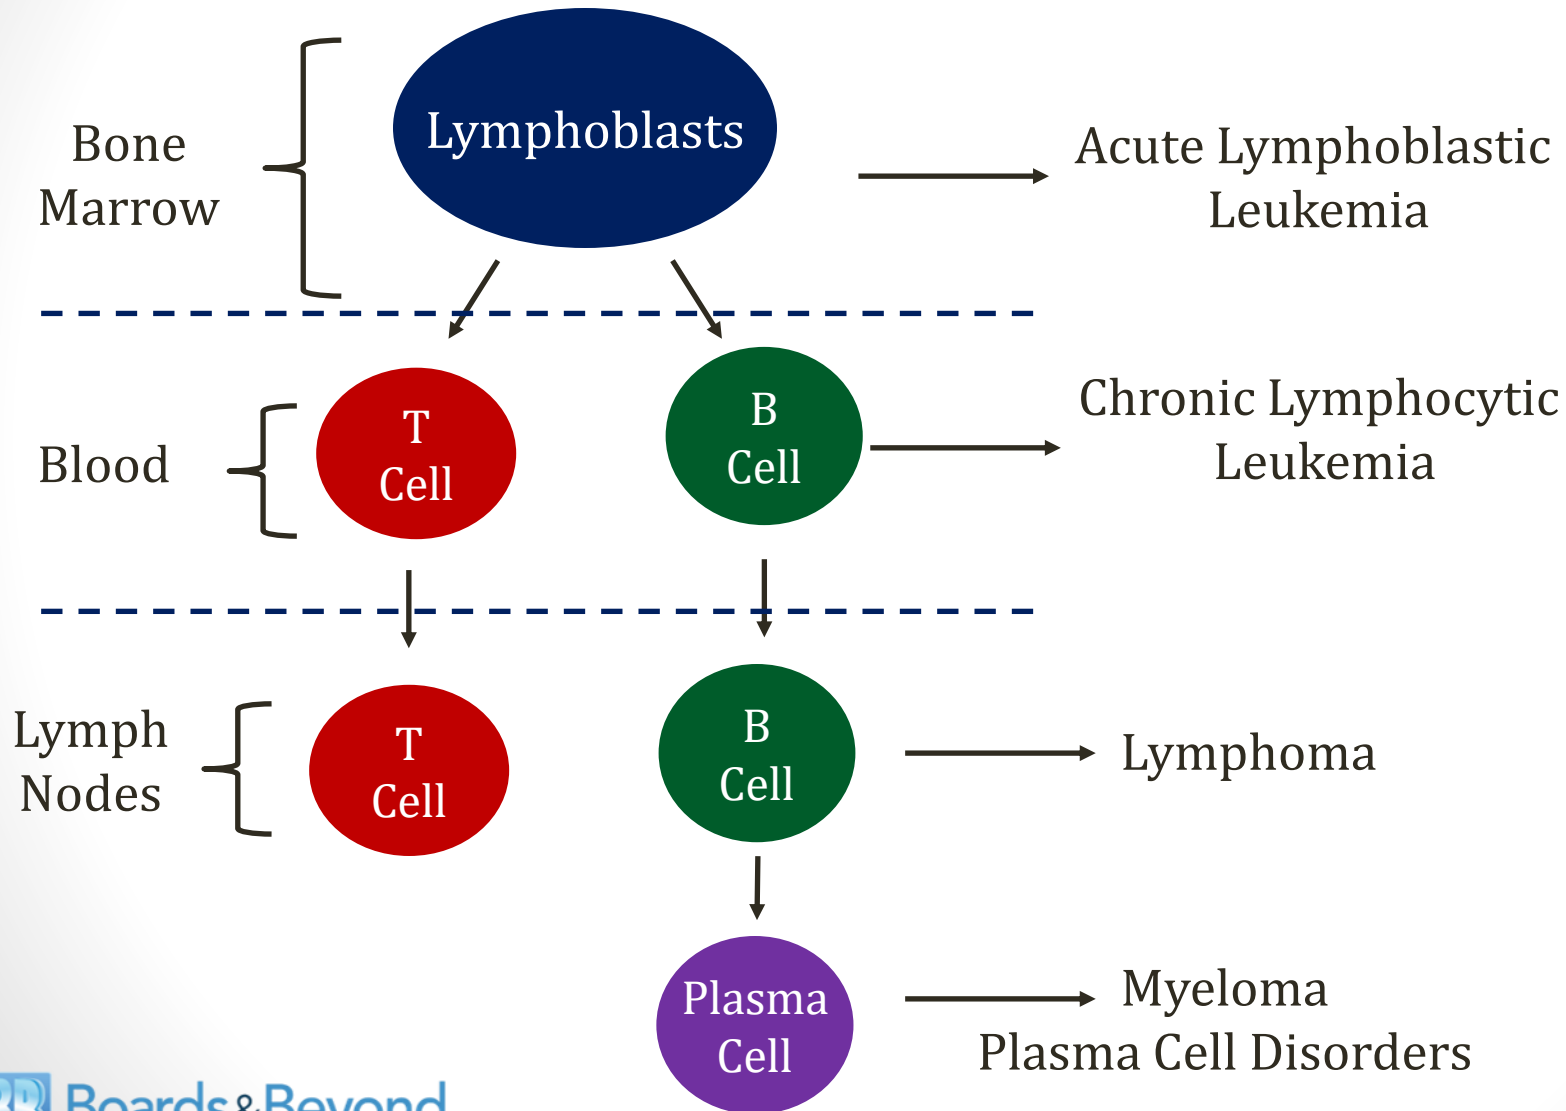 Bone
Marrow
Lymphoblasts
Acute Lymphoblastic
Leukemia
Blood
T
Cell
B
Cell
Chronic Lymphocytic
Leukemia
Lymph
Nodes
T
Cell
B
Cell
Lymphoma
Plasma
Cell
Myeloma
Plasma Cell Disorders
Boards&Beyond